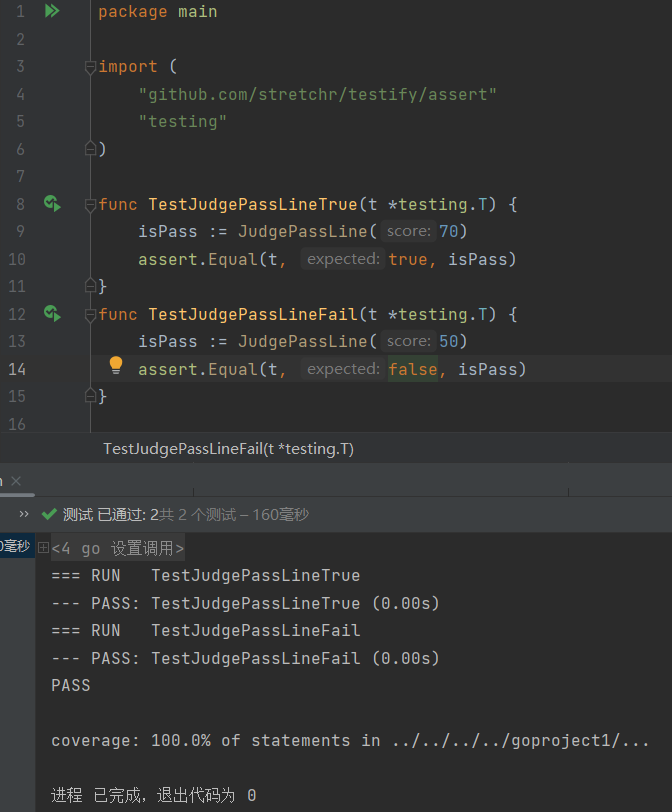 1 package main
2
3 import (
4 "github.com/stretchr/testify/assert"
5 "testing"
6 )
7
8 func TestJudgePassLineTrue(t *testing.T) {
9 isPass := JudgePassLine( score: 70)
10 assert.Equal(t, expected: true, isPass)
11 }
12 func TestJudgePassLineFail(t *testing.T) {
13 isPass := JudgePassLine( score: 50)
14 assert.Equal(t, expected: false, isPass)
15 }
16
TestJudgePassLineFail(t *testing.T)
测试 已通过: 2共 2 个测试 – 160毫秒
0毫秒 <4 go 设置调用>
=== RUN   TestJudgePassLineTrue
--- PASS: TestJudgePassLineTrue (0.00s)
=== RUN   TestJudgePassLineFail
--- PASS: TestJudgePassLineFail (0.00s)
PASS
coverage: 100.0% of statements in ../../../../goproject1/...
进程 已完成，退出代码为 0